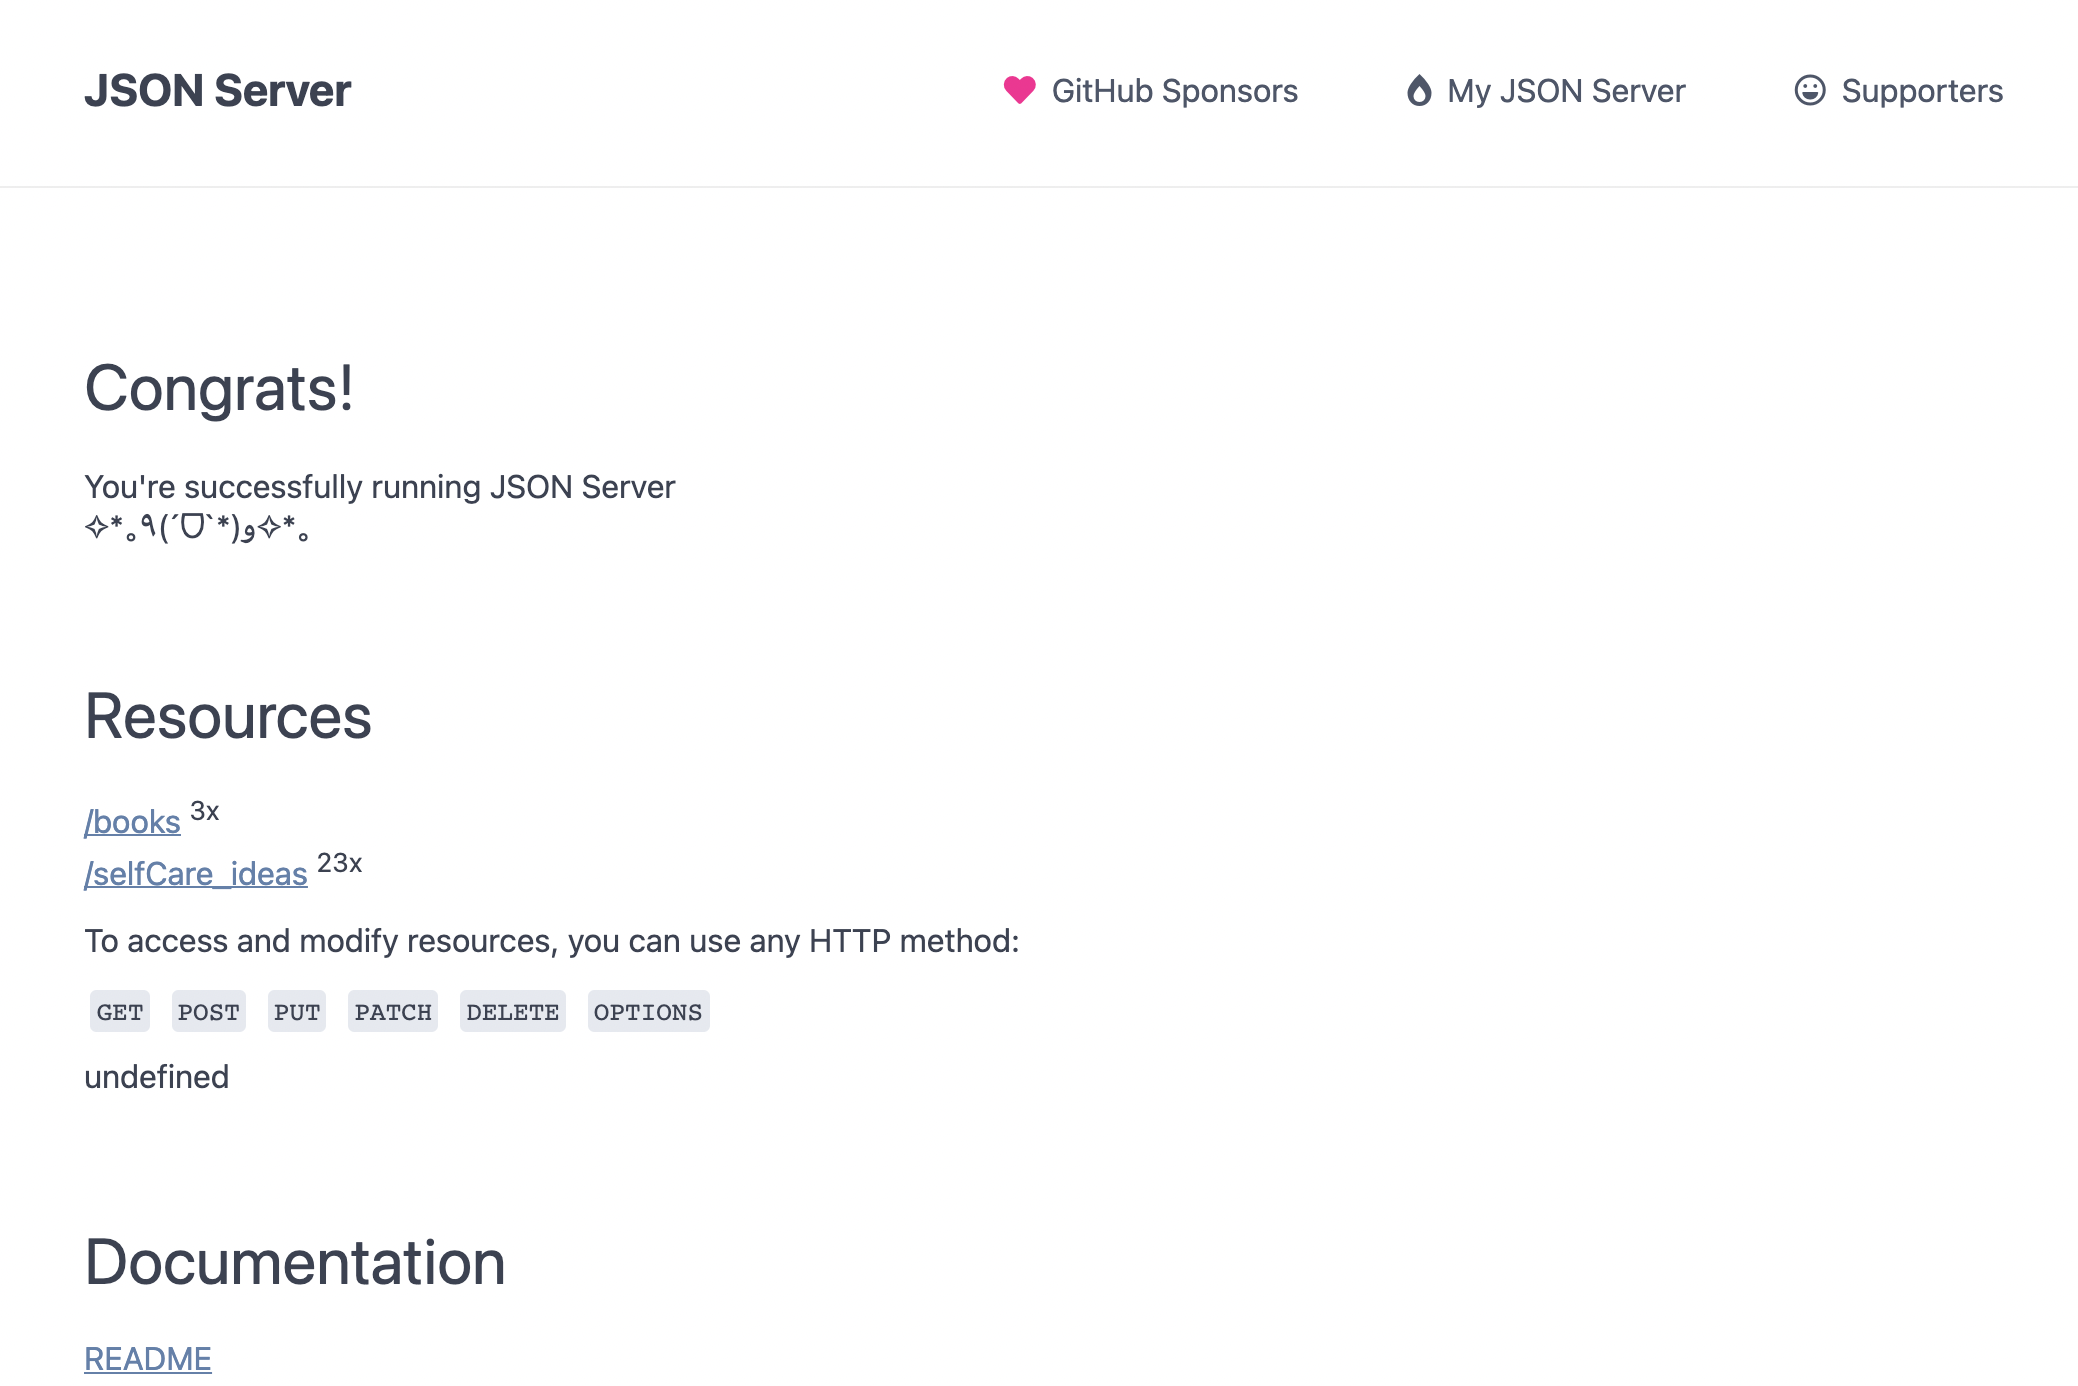 JSON Server
GitHub Sponsors
My JSON Server
Supporters
Congrats!
You're successfully running JSON Server
✧*｡٩(ˊᗜˋ*)و✧*｡
Resources
/books 3x
/selfCare_ideas 23x
To access and modify resources, you can use any HTTP method:
GET POST PUT PATCH DELETE OPTIONS
undefined
Documentation
README